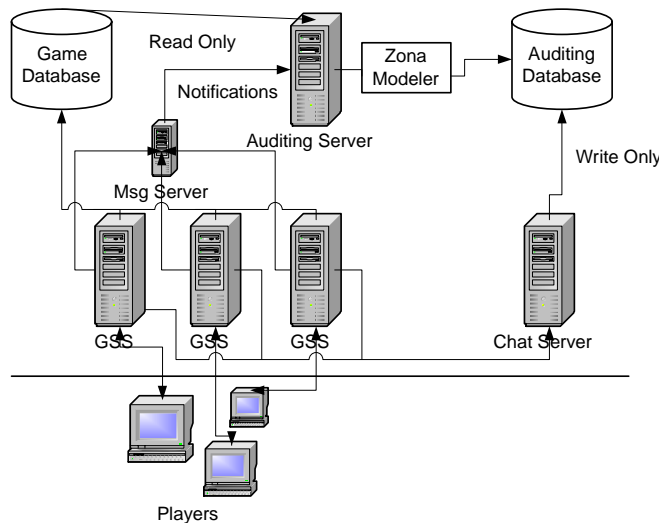 Game
Database
Read Only
Notifications
Auditing Server
Zona
Modeler
Auditing
Database
Write Only
Msg Server
GSS
GSS
GSS
Chat Server
Players